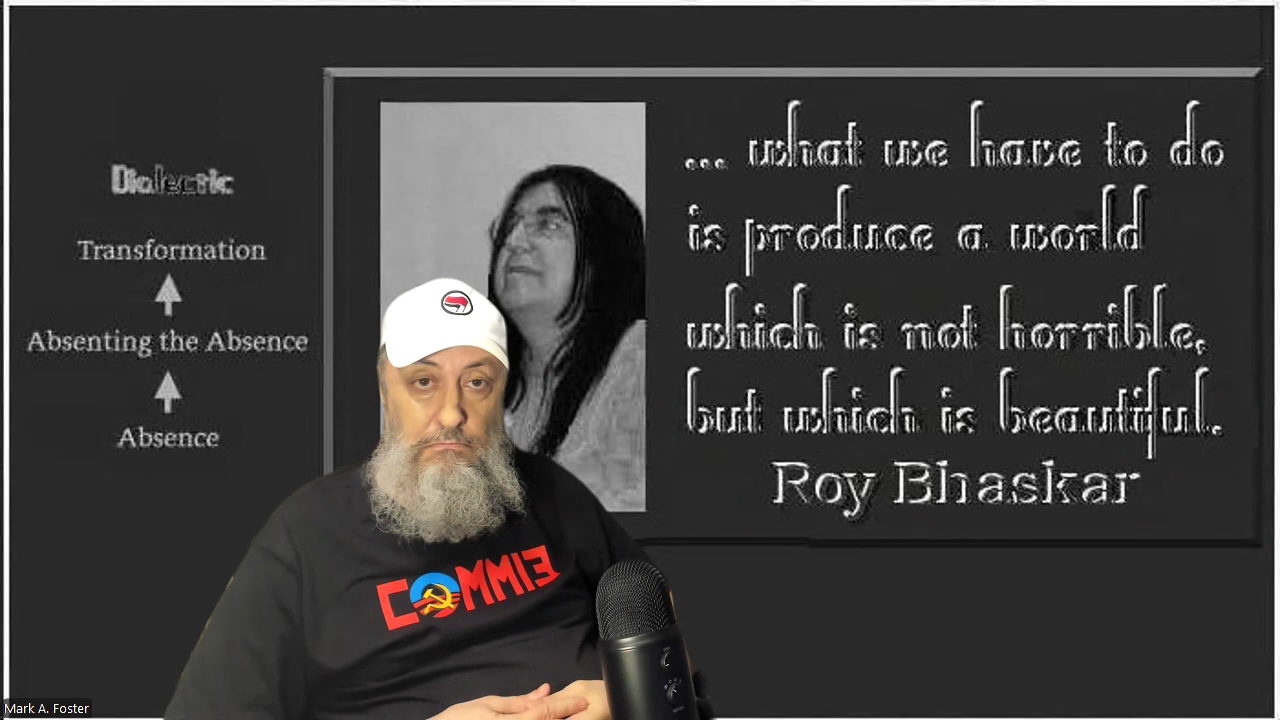 Dialectic
Transformation
Absenting the Absence
Absence
... what we have to do
is produce a world
which is not horrible,
but which is beautiful.
Roy Bhaskar
COMMIE
Mark A. Foster